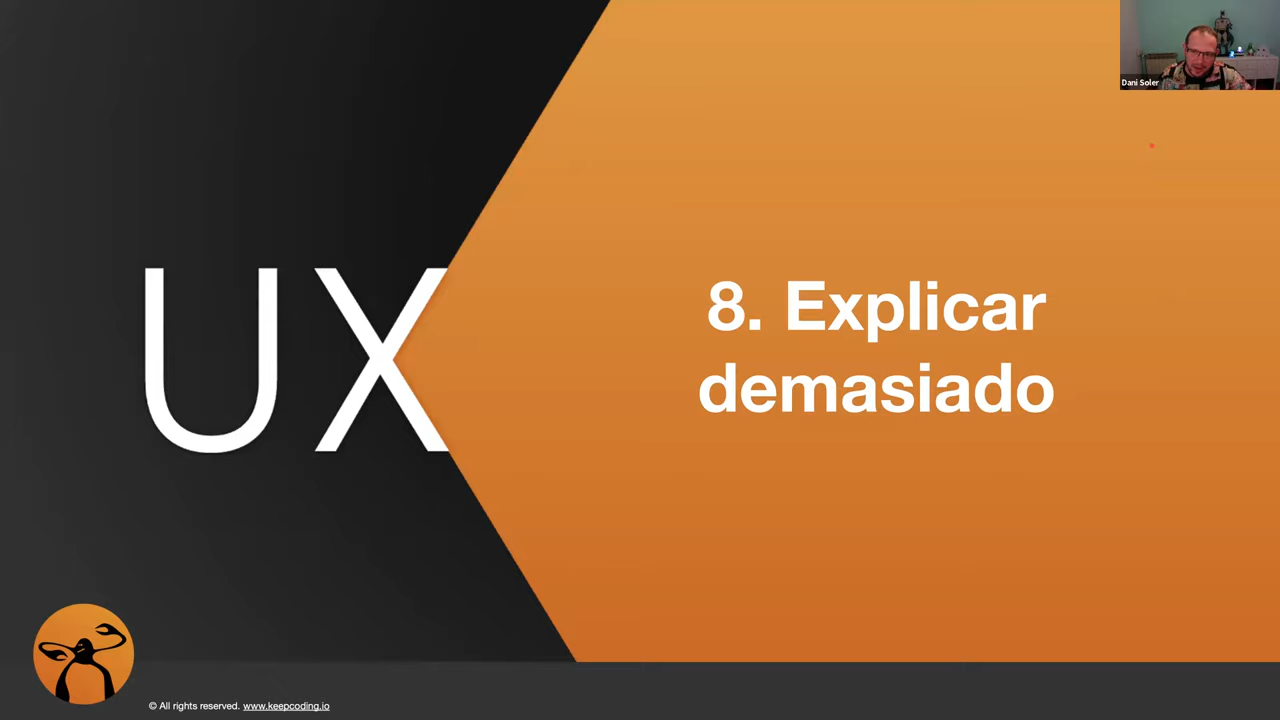 Dani Soler
UX
8. Explicar
demasiado
© All rights reserved. www.keepcoding.io